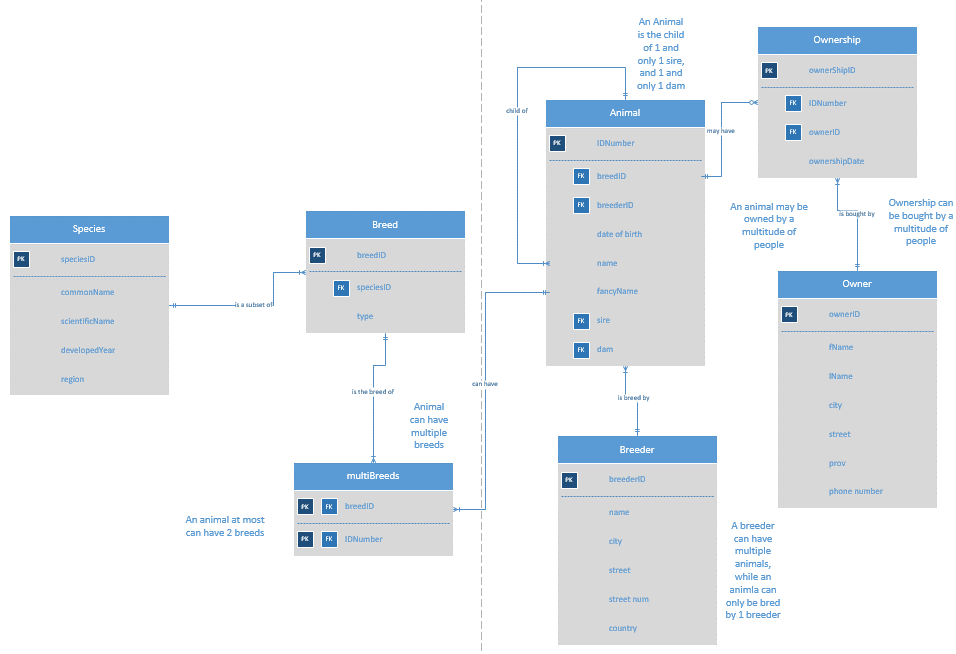 Species
PK speciesID
commonName
scientificName
developedYear
region
is a subset of
Breed
PK breedID
FK speciesID
type
is the breed of
Animal
can have
multiple
breeds
An animal at most
can have 2 breeds
multiBreeds
PK FK breedID
PK FK IDNumber
can have
An Animal
is the child
of 1 and
only 1 sire,
and 1 and
only 1 dam
child of
Animal
PK IDNumber
FK breedID
FK breederID
date of birth
name
fancyName
FK sire
FK dam
may have
is breed by
Breeder
PK breederID
name
city
street
street num
country
A breeder
can have
multiple
animals,
while an
animla can
only be bred
by 1 breeder
Ownership
PK ownerShipID
FK IDNumber
FK ownerID
ownershipDate
An animal may be
owned by a
multitude of
people
is bought by
Ownership can
be bought by a
multitude of
people
Owner
PK ownerID
fName
lName
city
street
prov
phone number